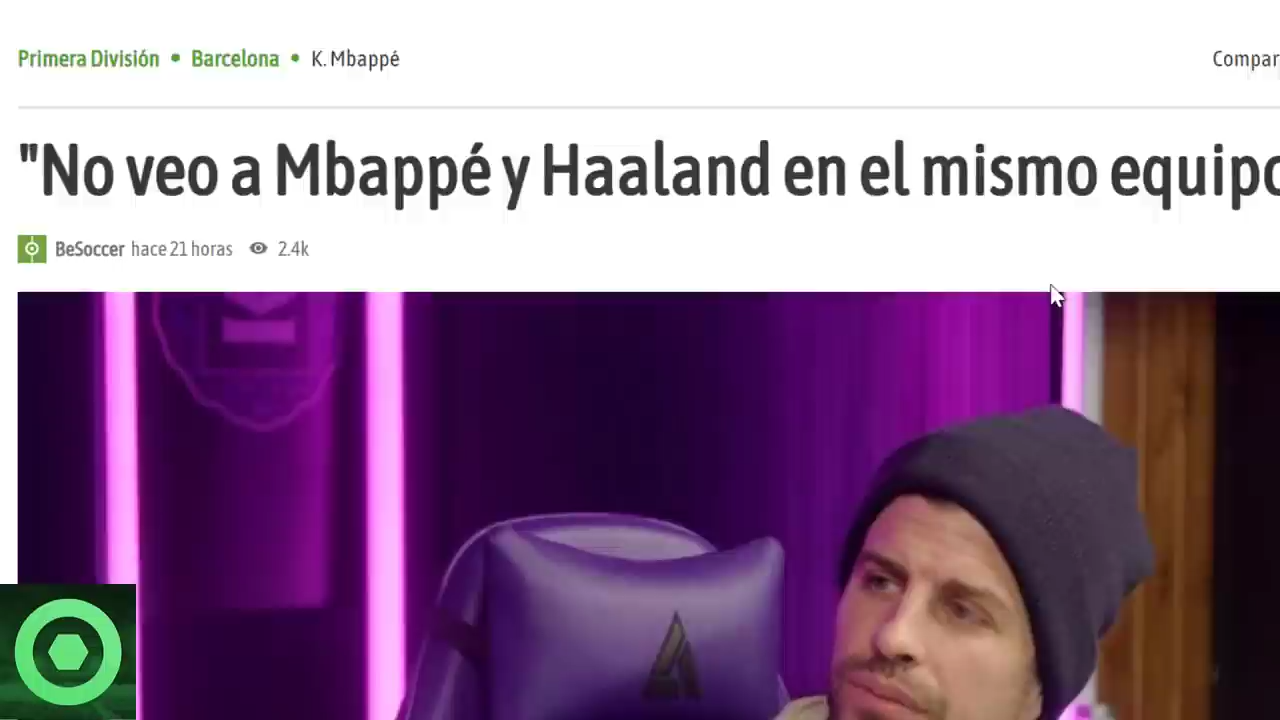 Primera División • Barcelona • K. Mbappé
Compar
"No veo a Mbappé y Haaland en el mismo equipo
BeSoccer hace 21 horas 2.4k